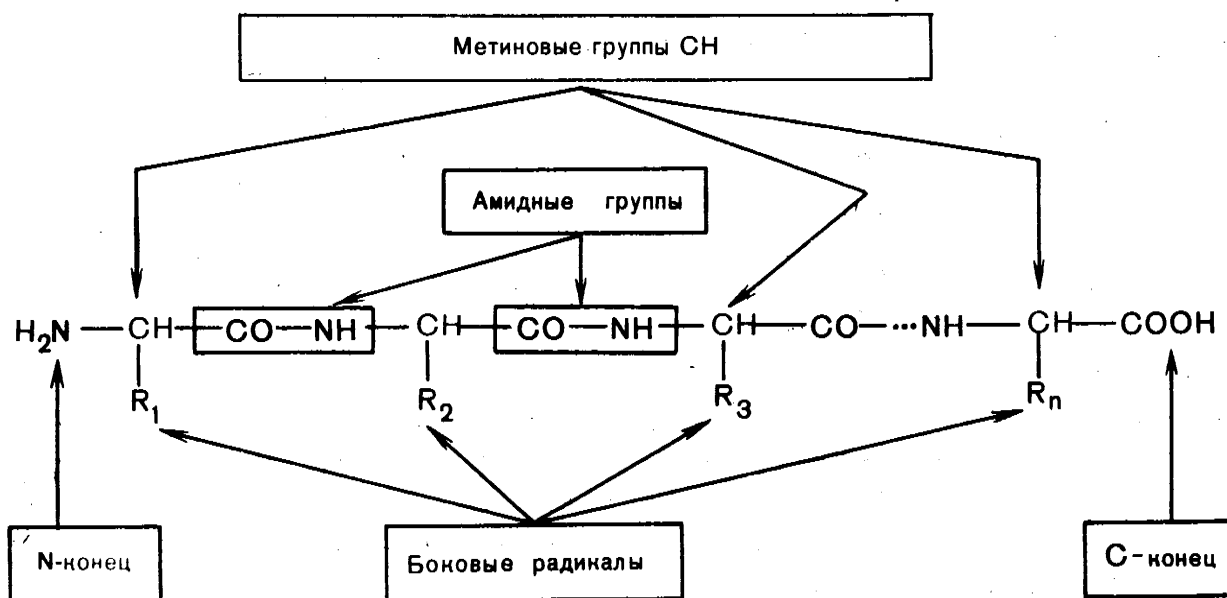 Метиновые группы CH
Амидные группы
H₂N—CH—CO—NH—CH—CO—NH—CH—CO—···NH—CH—COOH
R₁ R₂ R₃ Rₙ
N-конец Боковые радикалы С-конец